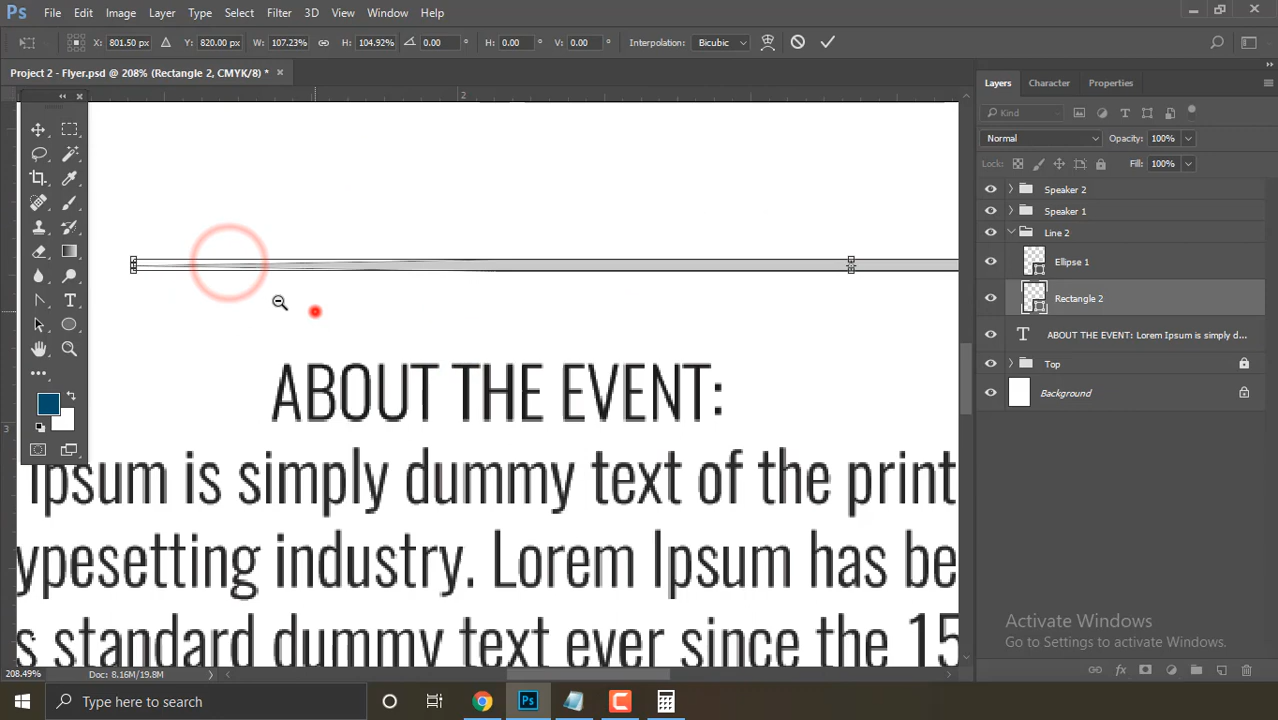 Ps File Edit Image Layer Type Select Filter 3D View Window Help
X: 801.50 px Y: 820.00 px W: 107.23% H: 104.92% 0.00 ° H: 0.00 ° V: 0.00 ° Interpolation: Bicubic
Project 2 - Flyer.psd @ 208% (Rectangle 2, CMYK/8) * ×
2
3
ABOUT THE EVENT:
Ipsum is simply dummy text of the print
ypesetting industry. Lorem Ipsum has be
s standard dummy text ever since the 15
Layers Character Properties
Kind
Normal Opacity: 100%
Lock: Fill: 100%
Speaker 2
Speaker 1
Line 2
Ellipse 1
Rectangle 2
T ABOUT THE EVENT: Lorem Ipsum is simply d...
Top
Background
Activate Windows
Go to Settings to activate Windows.
208.49% Doc: 8.16M/19.8M
Type here to search
Ps